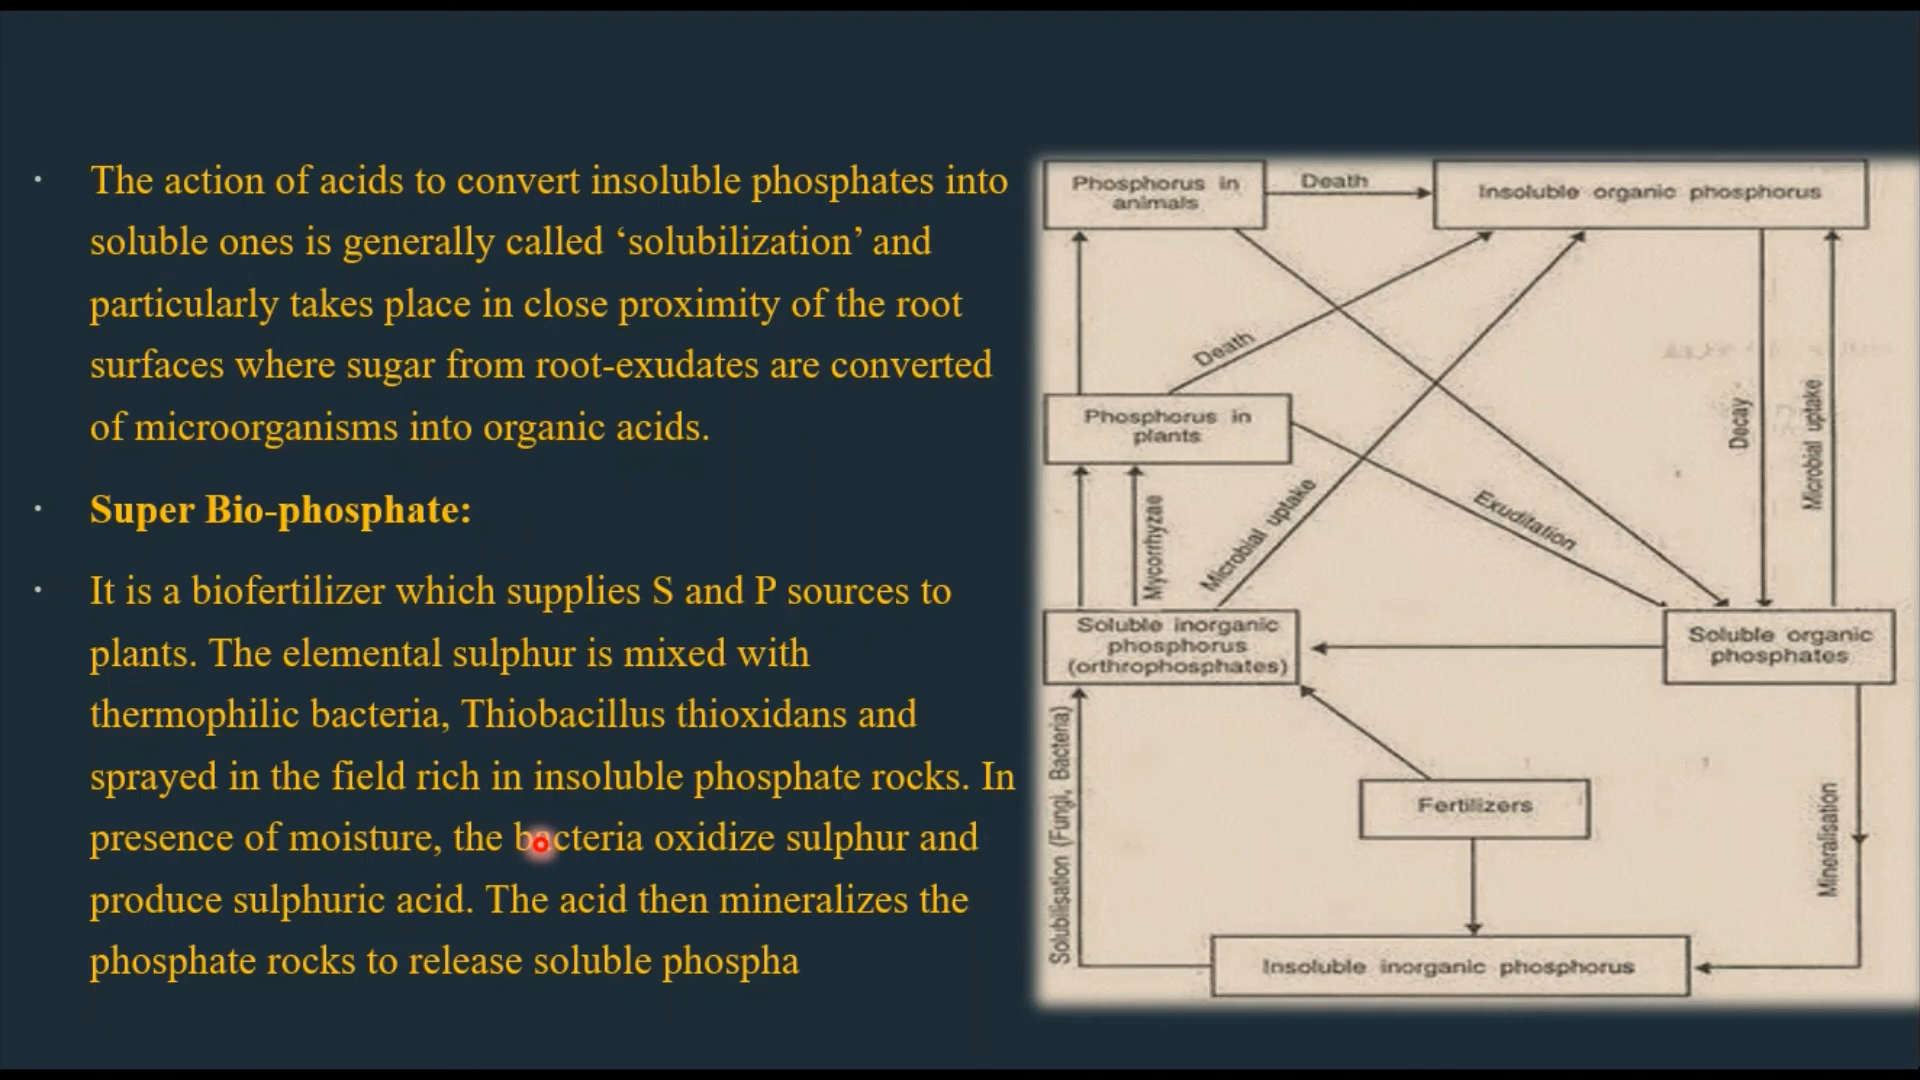 The action of acids to convert insoluble phosphates into
soluble ones is generally called ‘solubilization’ and
particularly takes place in close proximity of the root
surfaces where sugar from root-exudates are converted
of microorganisms into organic acids.
Super Bio-phosphate:
It is a biofertilizer which supplies S and P sources to
plants. The elemental sulphur is mixed with
thermophilic bacteria, Thiobacillus thioxidans and
sprayed in the field rich in insoluble phosphate rocks. In
presence of moisture, the bacteria oxidize sulphur and
produce sulphuric acid. The acid then mineralizes the
phosphate rocks to release soluble phospha
Phosphorus in
animals
Death
Insoluble organic phosphorus
Death
Phosphorus in
plants
Decay
Microbial uptake
Mycorrhyzae
Microbial uptake
Exuditation
Soluble inorganic
phosphorus
(orthrophosphates)
Soluble organic
phosphates
Solubilisation (Fungi, Bacteria)
Fertilizers
Mineralisation
Insoluble inorganic phosphorus